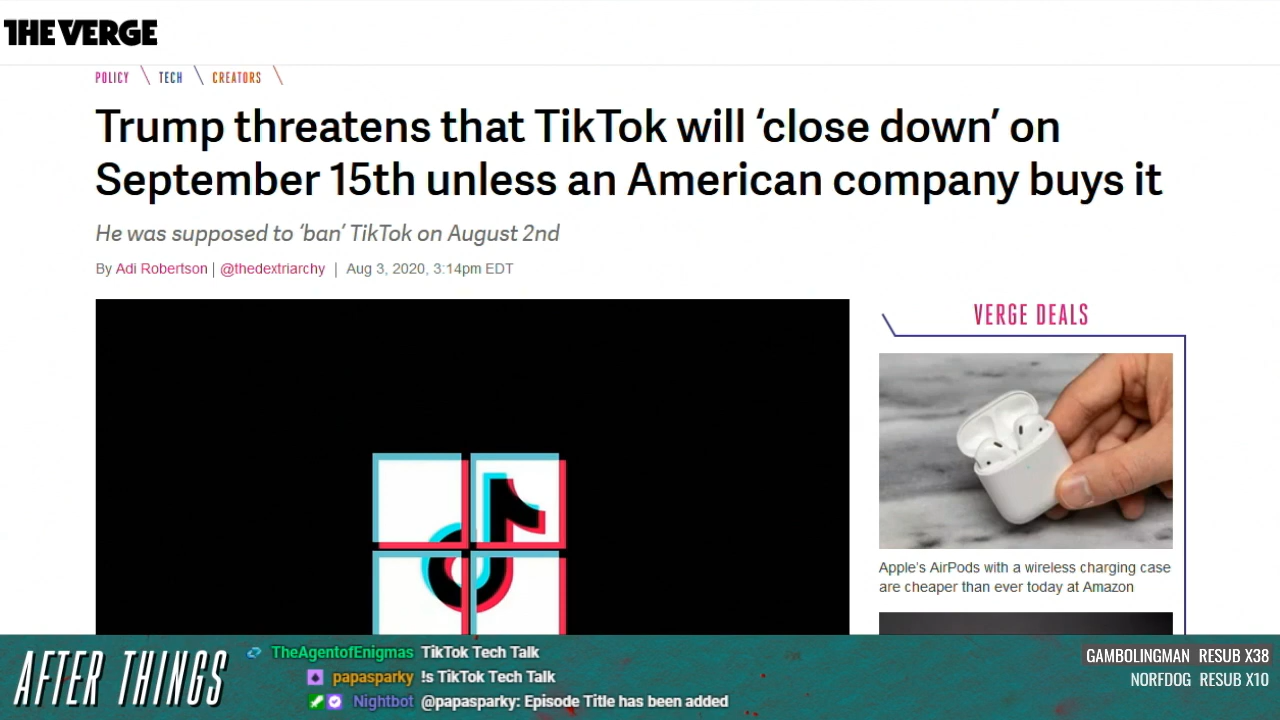 THE VERGE
POLICY TECH CREATORS
Trump threatens that TikTok will ‘close down’ on
September 15th unless an American company buys it
He was supposed to ‘ban’ TikTok on August 2nd
By Adi Robertson | @thedextriarchy | Aug 3, 2020, 3:14pm EDT
VERGE DEALS
Apple’s AirPods with a wireless charging case
are cheaper than ever today at Amazon
AFTER THINGS
TheAgentofEnigmas TikTok Tech Talk
papasparky !s TikTok Tech Talk
Nightbot @papasparky: Episode Title has been added
GAMBOLINGMAN RESUB X38
NORFDOG RESUB X10